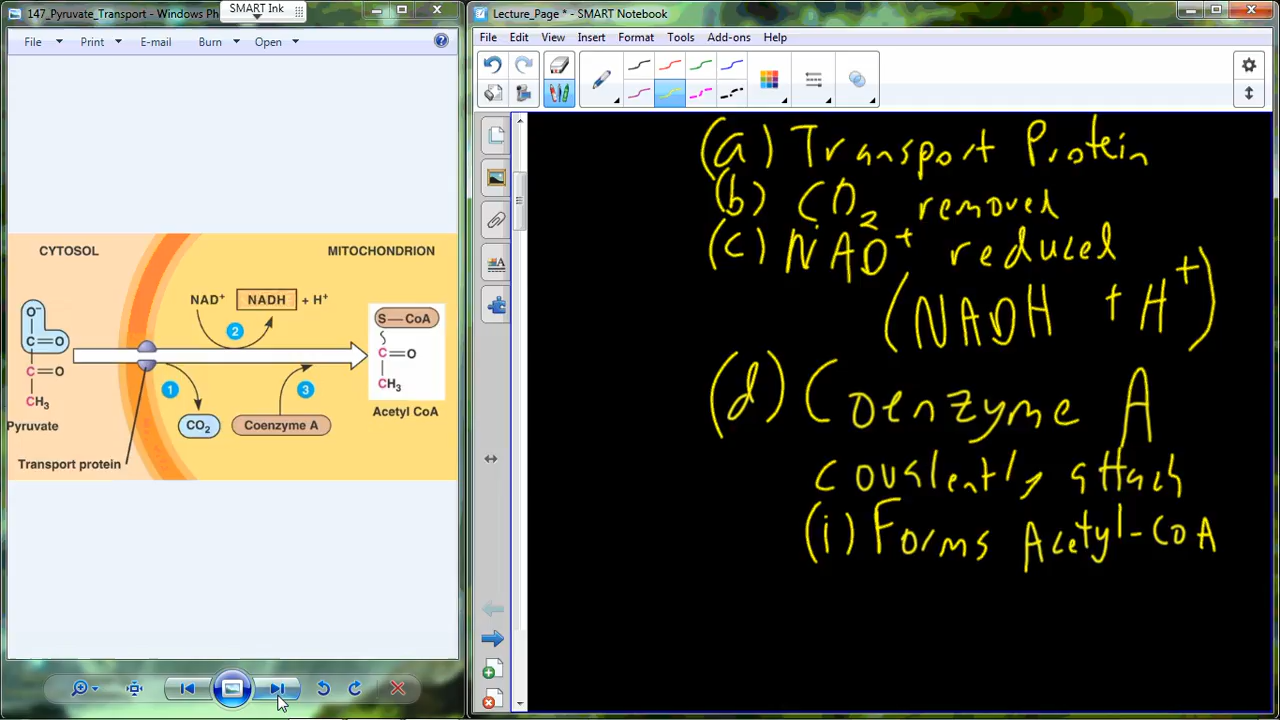 147_Pyruvate_Transport - Windows Ph
SMART Ink
File Print E-mail Burn Open
CYTOSOL
MITOCHONDRION
NAD⁺ NADH + H⁺
O⁻
C=O
C=O
CH₃
Pyruvate
2
1
3
CO₂
Coenzyme A
S—CoA
C=O
CH₃
Acetyl CoA
Transport protein
Lecture_Page * - SMART Notebook
File Edit View Insert Format Tools Add-ons Help
(a) Transport Protein
(b) CO₂ removed
(c) NAD⁺ reduced
(NADH + H⁺)
(d) Coenzyme A
covalently attach
(i) Forms Acetyl-CoA